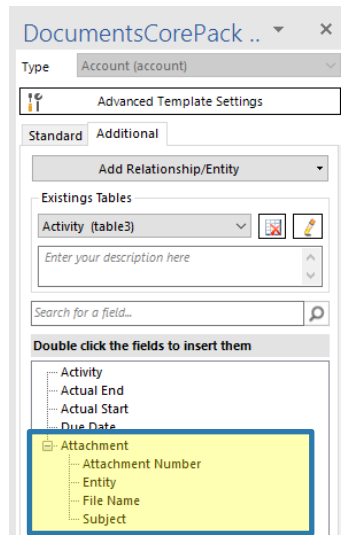 DocumentsCorePack ..
Type Account (account)
Advanced Template Settings
Standard Additional
Add Relationship/Entity
Existings Tables
Activity (table3)
Enter your description here
Search for a field...
Double click the fields to insert them
Activity
Actual End
Actual Start
Due Date
Attachment
Attachment Number
Entity
File Name
Subject